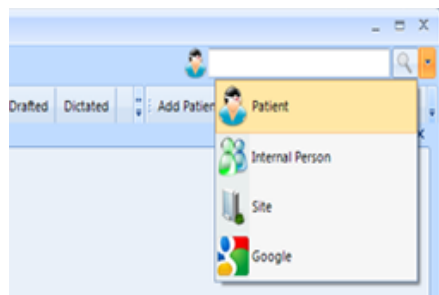 Drafted Dictated Add Patien
Patient
Internal Person
Site
Google